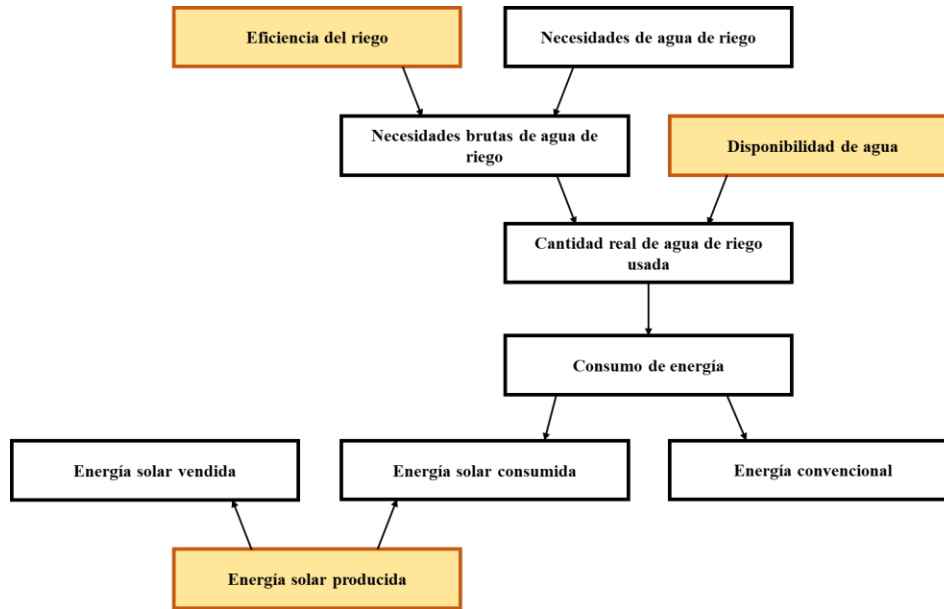 Eficiencia del riego
Necesidades de agua de riego
Necesidades brutas de agua de
riego
Disponibilidad de agua
Cantidad real de agua de riego
usada
Consumo de energía
Energía solar vendida
Energía solar consumida
Energía convencional
Energía solar producida